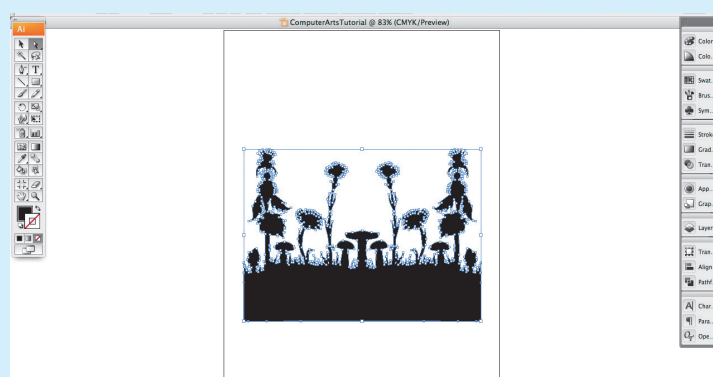 ComputerArtsTutorial @ 83% (CMYK/Preview)
Ai
T
Color
Colo..
Swat..
Brus..
Sym..
Stroke
Grad..
Tran..
App..
Grap..
Layer
Tran..
Align
Pathf
A Char..
Para..
Ope..